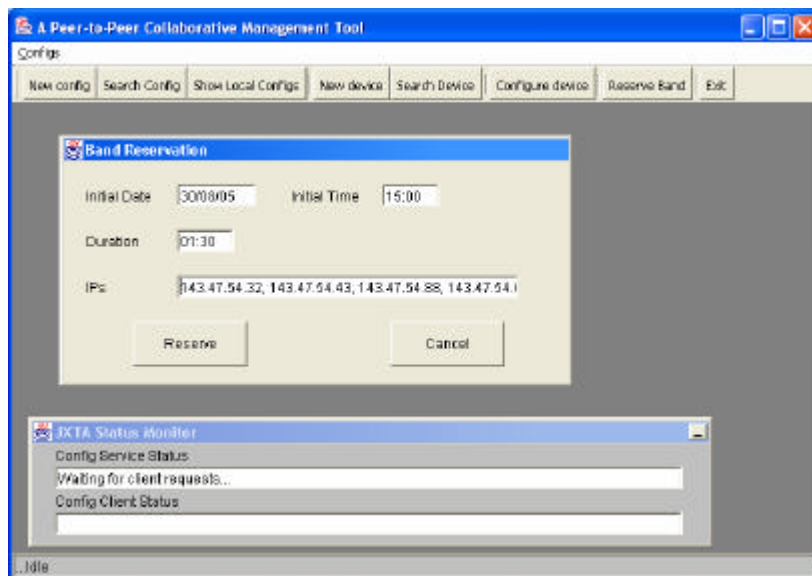 A Peer-to-Peer Collaborative Management Tool
Configs
New config Search Config Show Local Configs New device Search Device Configure device Reserve Band Exit
Band Reservation
Initial Date 30/08/05 Initial Time 15:00
Duration 01:30
IPs 143.47.54.32, 143.47.54.43, 143.47.54.88, 143.47.54.
Reserve Cancel
JXTA Status Monitor
Config Service Status
Waiting for client requests...
Config Client Status
...Idle